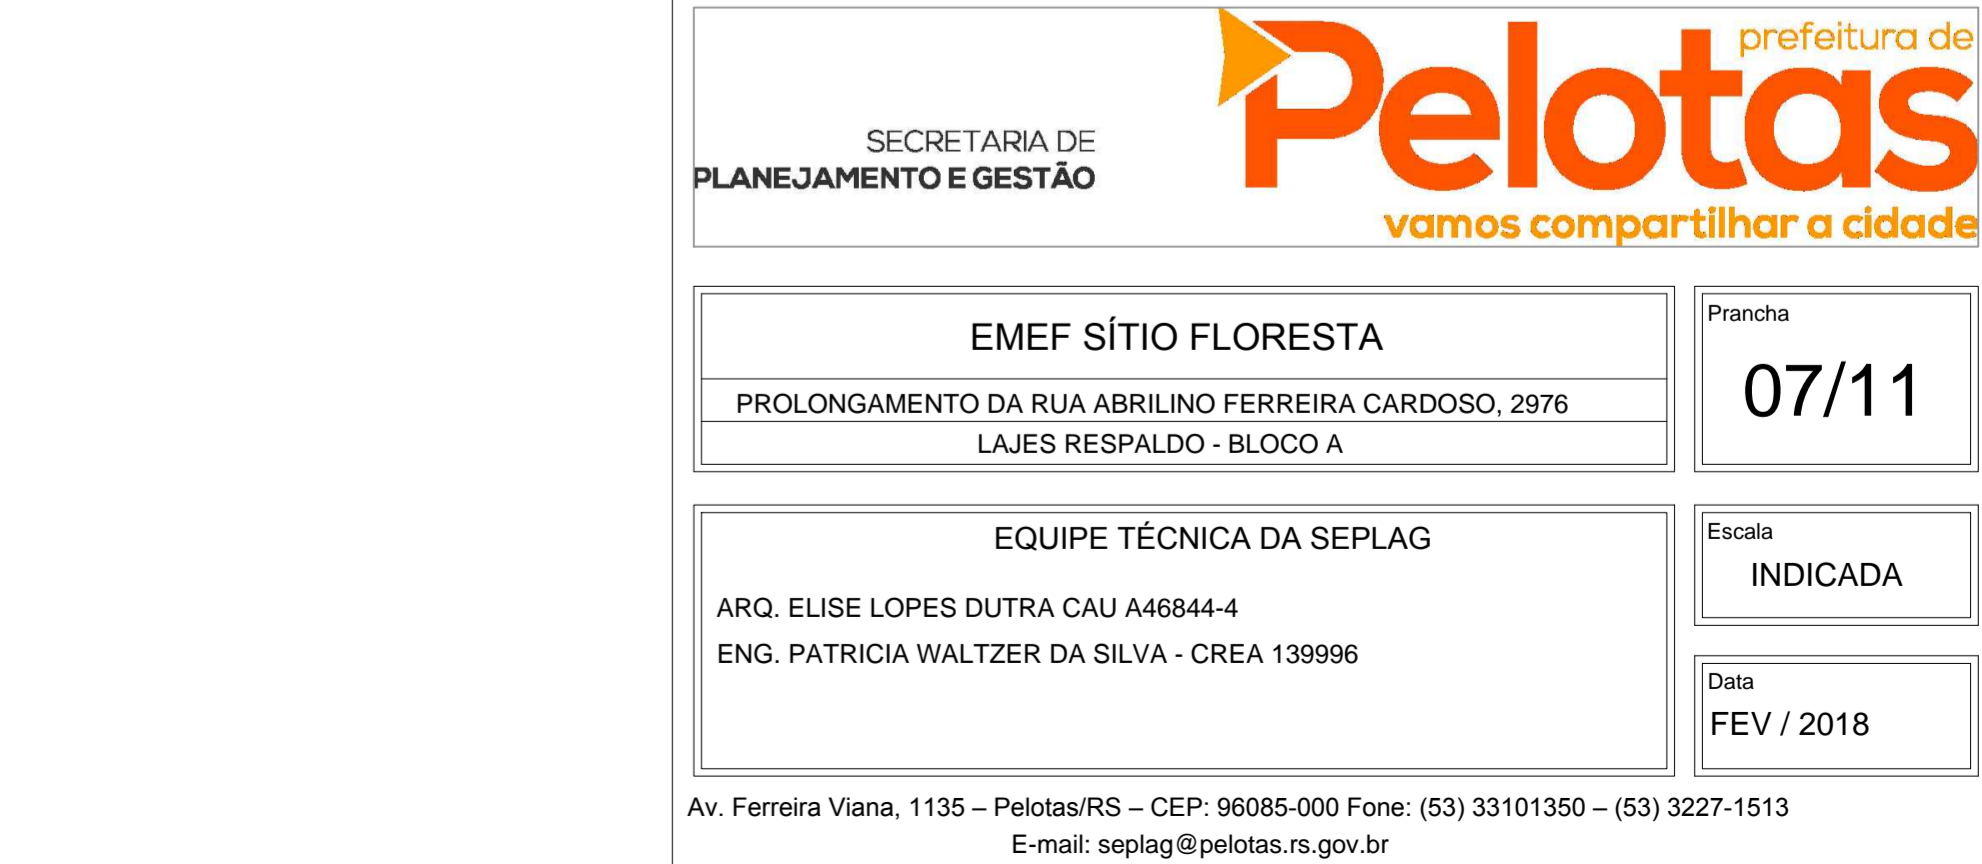 prefeitura de
Pelotas
vamos compartilhar a cidade
SECRETARIA DE
PLANEJAMENTO E GESTÃO
EMEF SÍTIO FLORESTA
PROLONGAMENTO DA RUA ABRILINO FERREIRA CARDOSO, 2976
LAJES RESPALDO - BLOCO A
Prancha
07/11
EQUIPE TÉCNICA DA SEPLAG
ARQ. ELISE LOPES DUTRA CAU A46844-4
ENG. PATRICIA WALTZER DA SILVA - CREA 139996
Escala
INDICADA
Data
FEV / 2018
Av. Ferreira Viana, 1135 – Pelotas/RS – CEP: 96085-000 Fone: (53) 33101350 – (53) 3227-1513
E-mail: seplag@pelotas.rs.gov.br